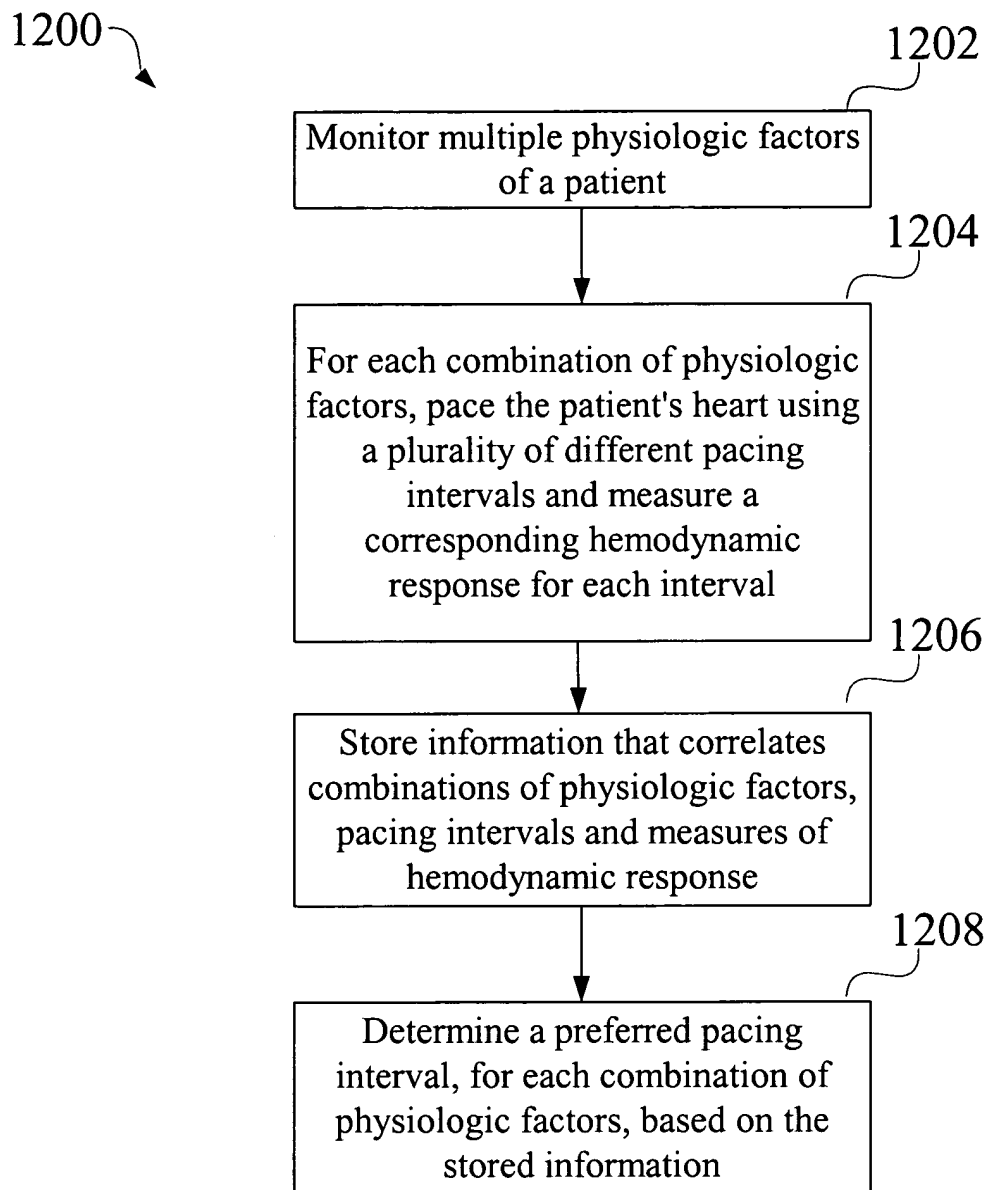 1200
1202
Monitor multiple physiologic factors
of a patient
1204
For each combination of physiologic
factors, pace the patient's heart using
a plurality of different pacing
intervals and measure a
corresponding hemodynamic
response for each interval
1206
Store information that correlates
combinations of physiologic factors,
pacing intervals and measures of
hemodynamic response
1208
Determine a preferred pacing
interval, for each combination of
physiologic factors, based on the
stored information